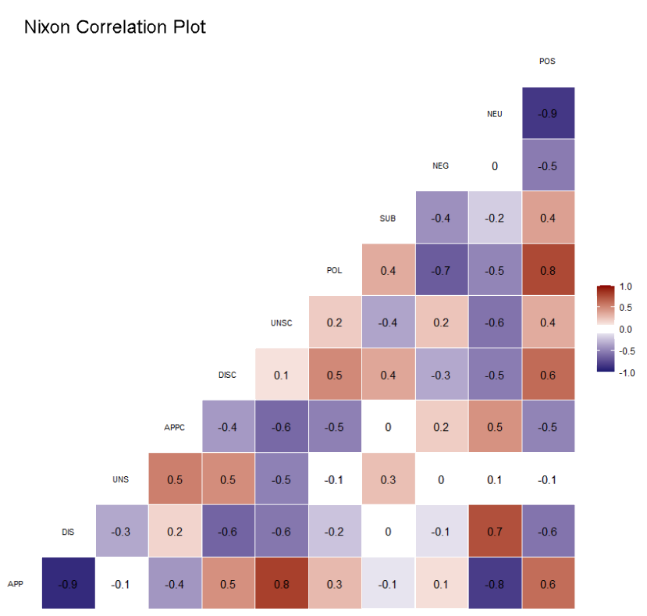 Nixon Correlation Plot
POS
NEU -0.9
NEG 0 -0.5
SUB -0.4 -0.2 0.4
POL 0.4 -0.7 -0.5 0.8
UNSC 0.2 -0.4 0.2 -0.6 0.4
DISC 0.1 0.5 0.4 -0.3 -0.5 0.6
APPC -0.4 -0.6 -0.5 0 0.2 0.5 -0.5
UNS 0.5 0.5 -0.5 -0.1 0.3 0 0.1 -0.1
DIS -0.3 0.2 -0.6 -0.6 -0.2 0 -0.1 0.7 -0.6
APP -0.9 -0.1 -0.4 0.5 0.8 0.3 -0.1 0.1 -0.8 0.6
1.0
0.5
0.0
-0.5
-1.0